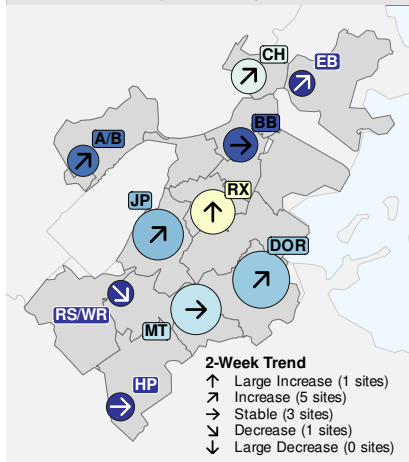 CH
EB
A/B
BB
JP
RX
DOR
RS/WR
MT
HP
2-Week Trend
↑ Large Increase (1 sites)
↗ Increase (5 sites)
→ Stable (3 sites)
↘ Decrease (1 sites)
↓ Large Decrease (0 sites)